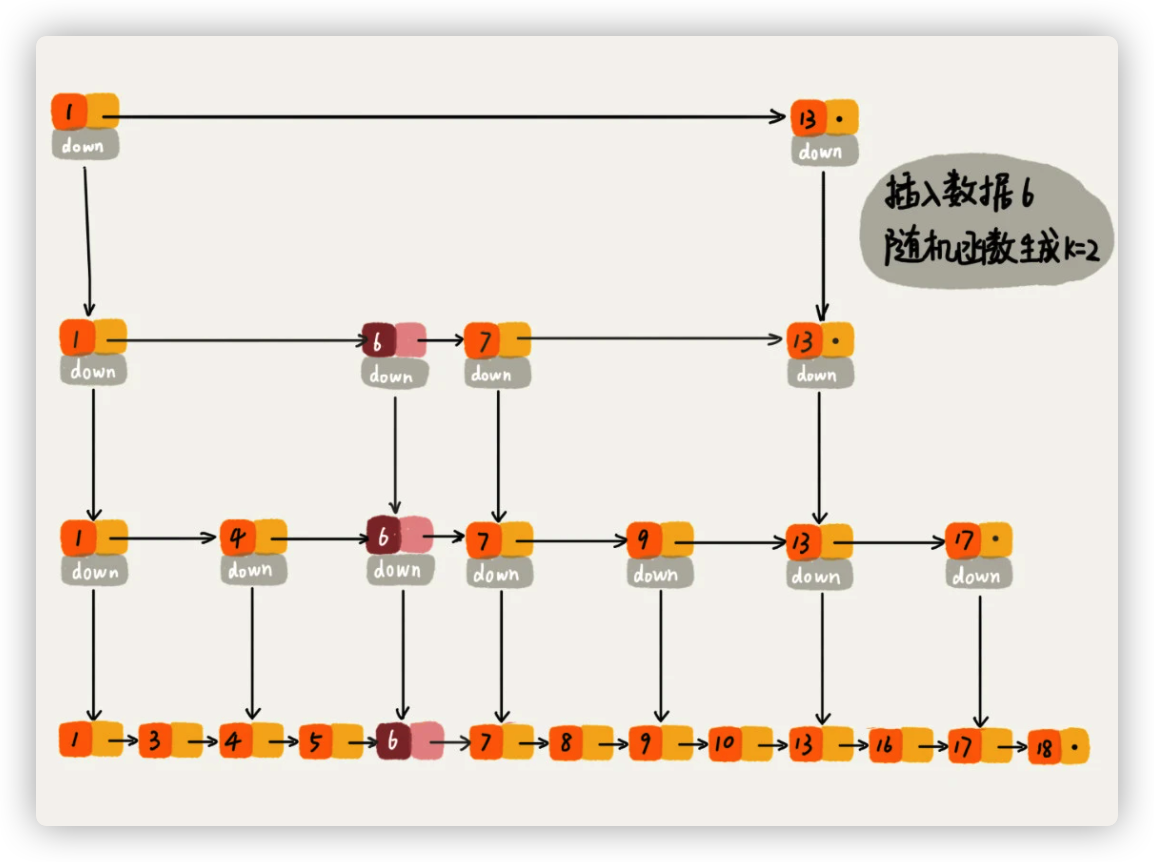 1 13
down down
插入数据6
随机函数生成K=2
1 6 7 13
down down down down
1 4 6 7 9 13 17
down down down down down down down
1 3 4 5 6 7 8 9 10 13 16 17 18